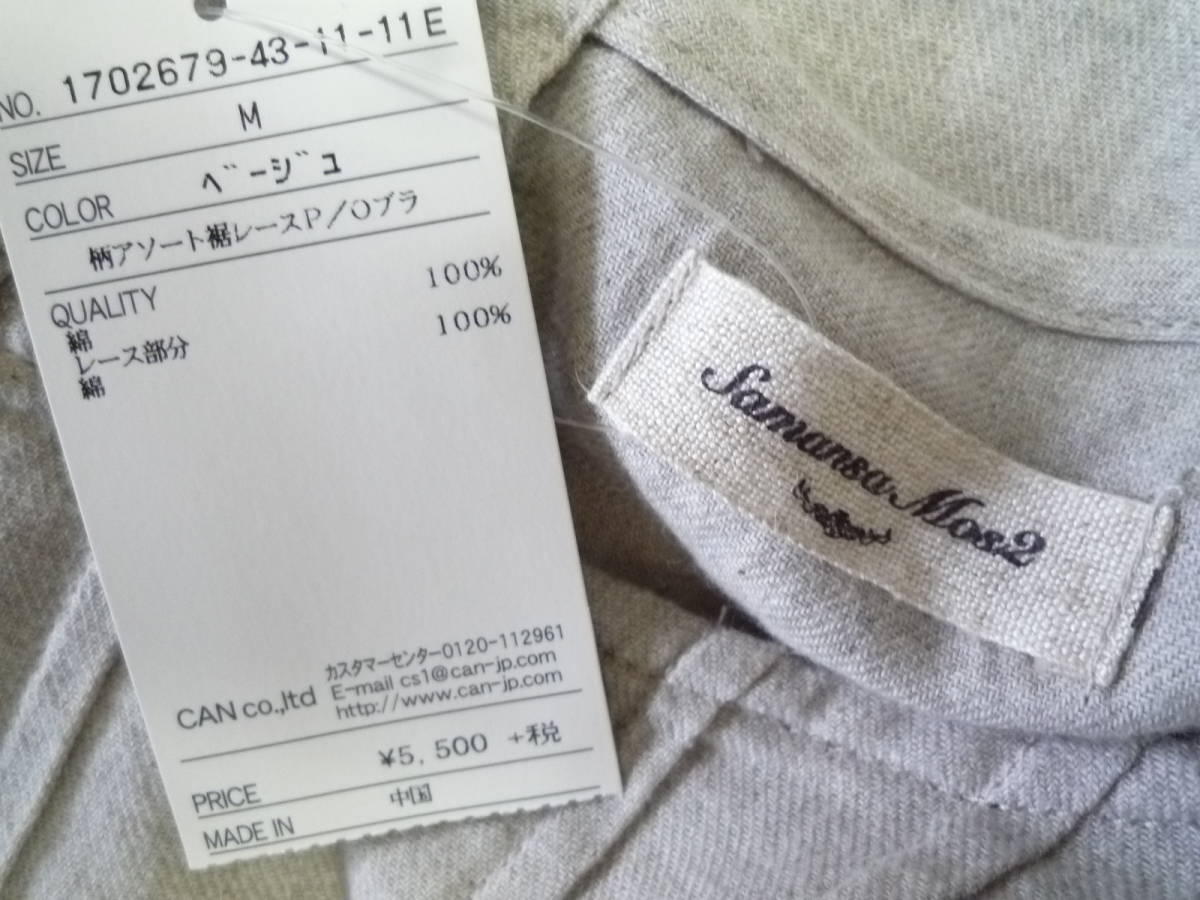 NO. 1702679-43-11-11 E
SIZE M
COLOR ベージュ
柄アソート裾レースP/Oブラ
QUALITY
綿 100%
レース部分
綿 100%
CAN co.,ltd
カスタマーセンター0120-112961
E-mail cs1@can-jp.com
http://www.can-jp.com
PRICE ¥5,500 +税
MADE IN 中国
Samansa Mos2